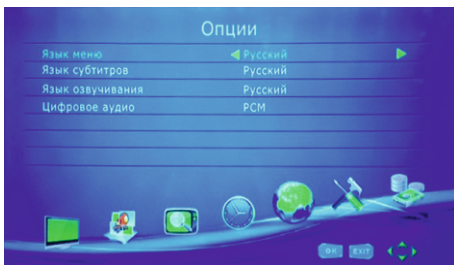 Опции
Язык меню Русский
Язык субтитров Русский
Язык озвучивания Русский
Цифровое аудио PCM
OK EXIT